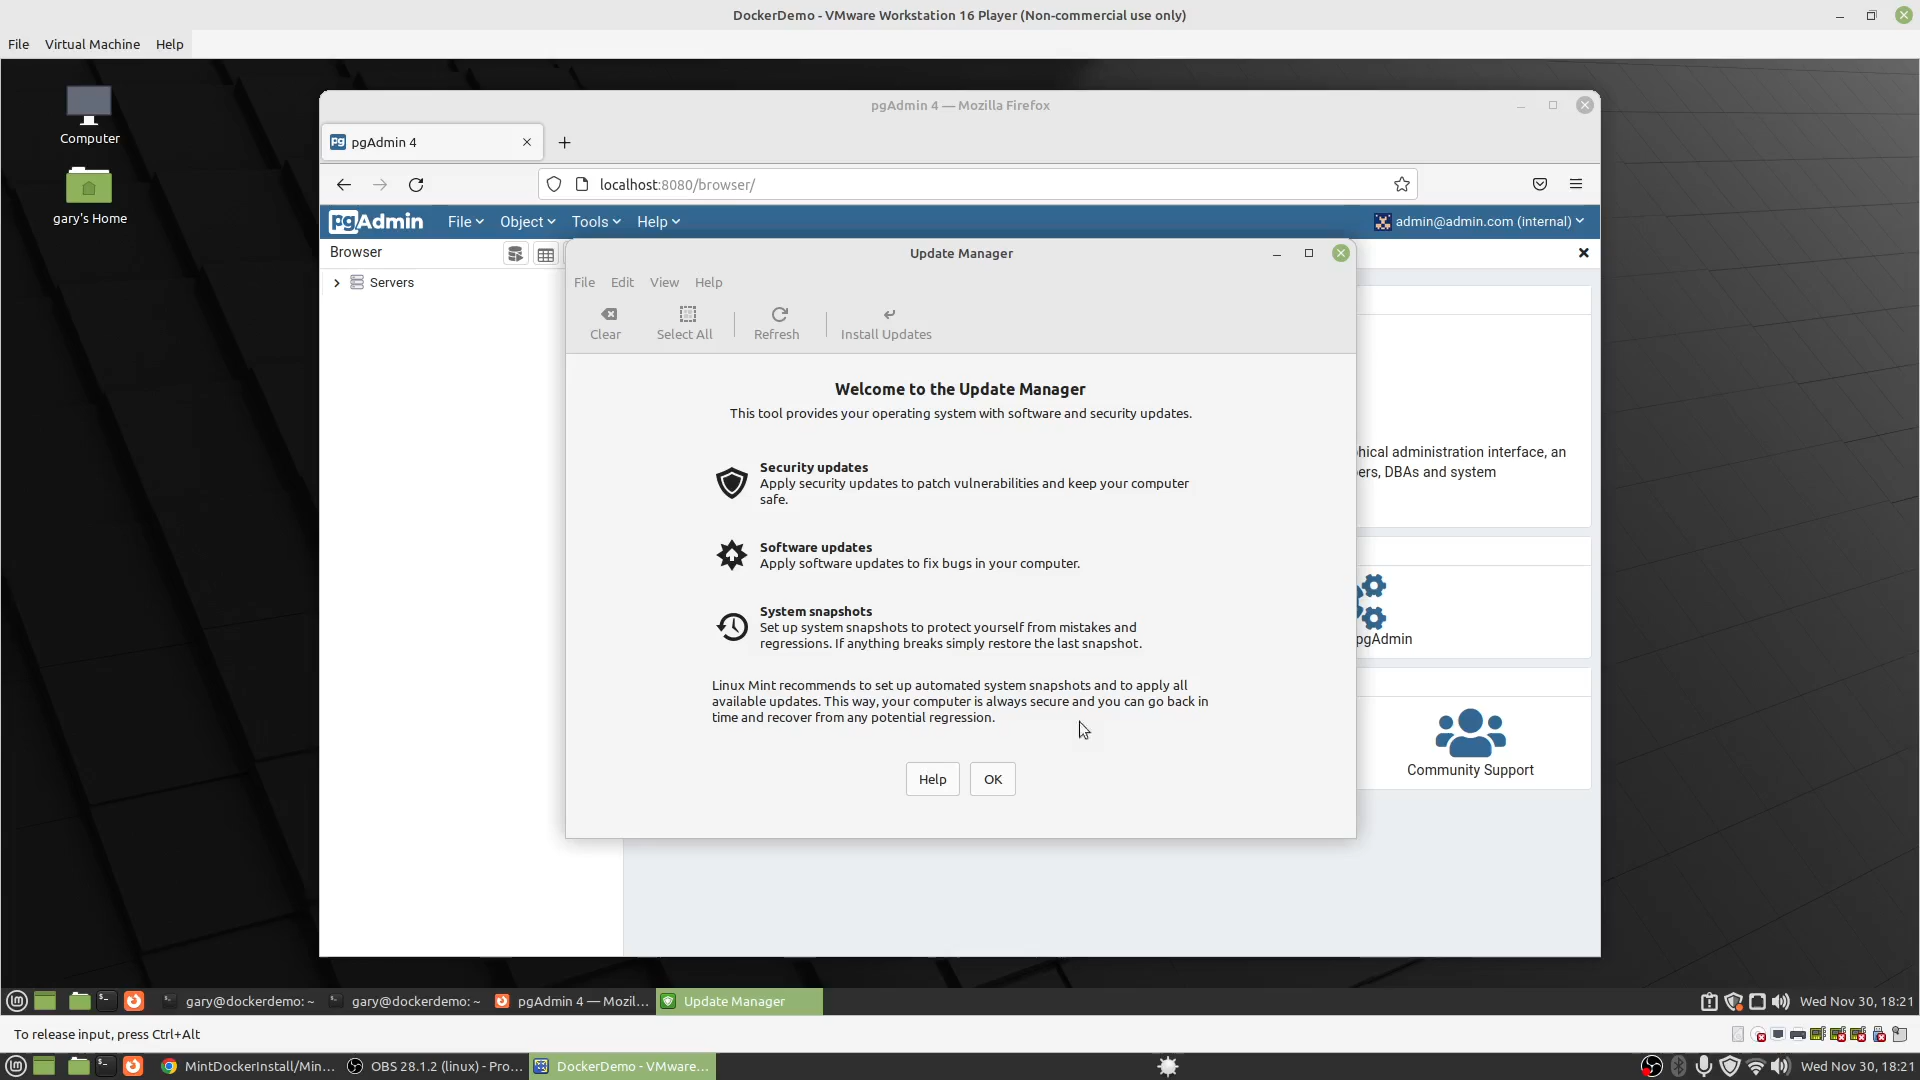 DockerDemo - VMware Workstation 16 Player (Non-commercial use only)
File Virtual Machine Help
Computer
gary's Home
pgAdmin 4 — Mozilla Firefox
pgAdmin 4
localhost:8080/browser/
pgAdmin File Object Tools Help admin@admin.com (internal)
Browser
Servers
Update Manager
File Edit View Help
Clear Select All Refresh Install Updates
Welcome to the Update Manager
This tool provides your operating system with software and security updates.
Security updates
Apply security updates to patch vulnerabilities and keep your computer
safe.
Software updates
Apply software updates to fix bugs in your computer.
System snapshots
Set up system snapshots to protect yourself from mistakes and
regressions. If anything breaks simply restore the last snapshot.
Linux Mint recommends to set up automated system snapshots and to apply all
available updates. This way, your computer is always secure and you can go back in
time and recover from any potential regression.
Help OK
hical administration interface, an
ers, DBAs and system
pgAdmin
Community Support
gary@dockerdemo: ~ gary@dockerdemo: ~ pgAdmin 4 — Mozil... Update Manager Wed Nov 30, 18:21
To release input, press Ctrl+Alt
MintDockerInstall/Min... OBS 28.1.2 (linux) - Pro... DockerDemo - VMware... Wed Nov 30, 18:21